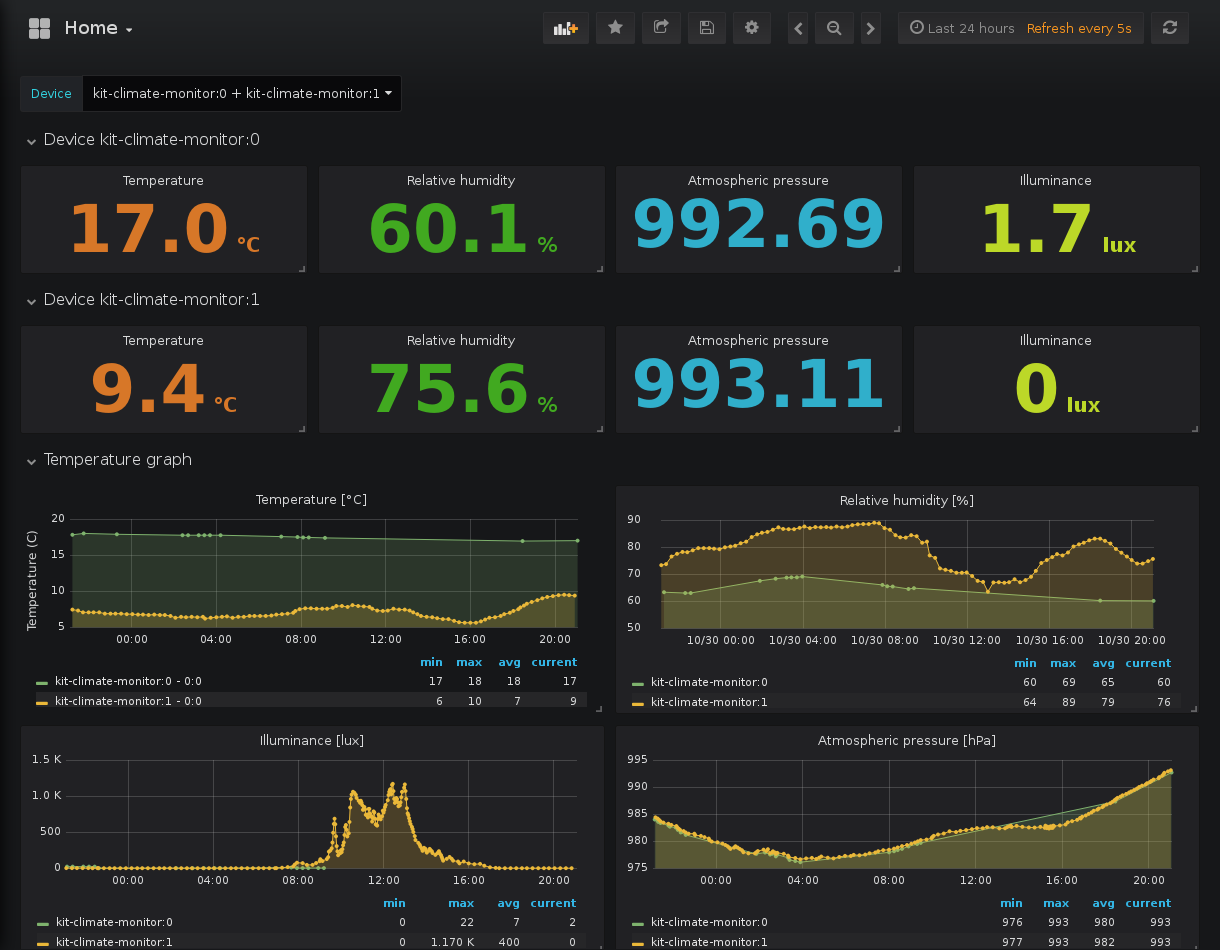 Home
Last 24 hours Refresh every 5s
Device kit-climate-monitor:0 + kit-climate-monitor:1
Device kit-climate-monitor:0
Temperature Relative humidity Atmospheric pressure Illuminance
17.0 °C 60.1 % 992.69 1.7 lux
Device kit-climate-monitor:1
Temperature Relative humidity Atmospheric pressure Illuminance
9.4 °C 75.6 % 993.11 0 lux
Temperature graph
Temperature [°C]
Temperature (C)
20
15
10
5
00:00 04:00 08:00 12:00 16:00 20:00
min max avg current
kit-climate-monitor:0 - 0:0 17 18 18 17
kit-climate-monitor:1 - 0:0 6 10 7 9
Relative humidity [%]
90
80
70
60
50
10/30 00:00 10/30 04:00 10/30 08:00 10/30 12:00 10/30 16:00 10/30 20:00
min max avg current
kit-climate-monitor:0 60 69 65 60
kit-climate-monitor:1 64 89 79 76
Illuminance [lux]
1.5 K
1.0 K
500
0
00:00 04:00 08:00 12:00 16:00 20:00
min max avg current
kit-climate-monitor:0 0 22 7 2
kit-climate-monitor:1 0 1.170 K 400 0
Atmospheric pressure [hPa]
995
990
985
980
975
00:00 04:00 08:00 12:00 16:00 20:00
min max avg current
kit-climate-monitor:0 976 993 980 993
kit-climate-monitor:1 977 993 982 993